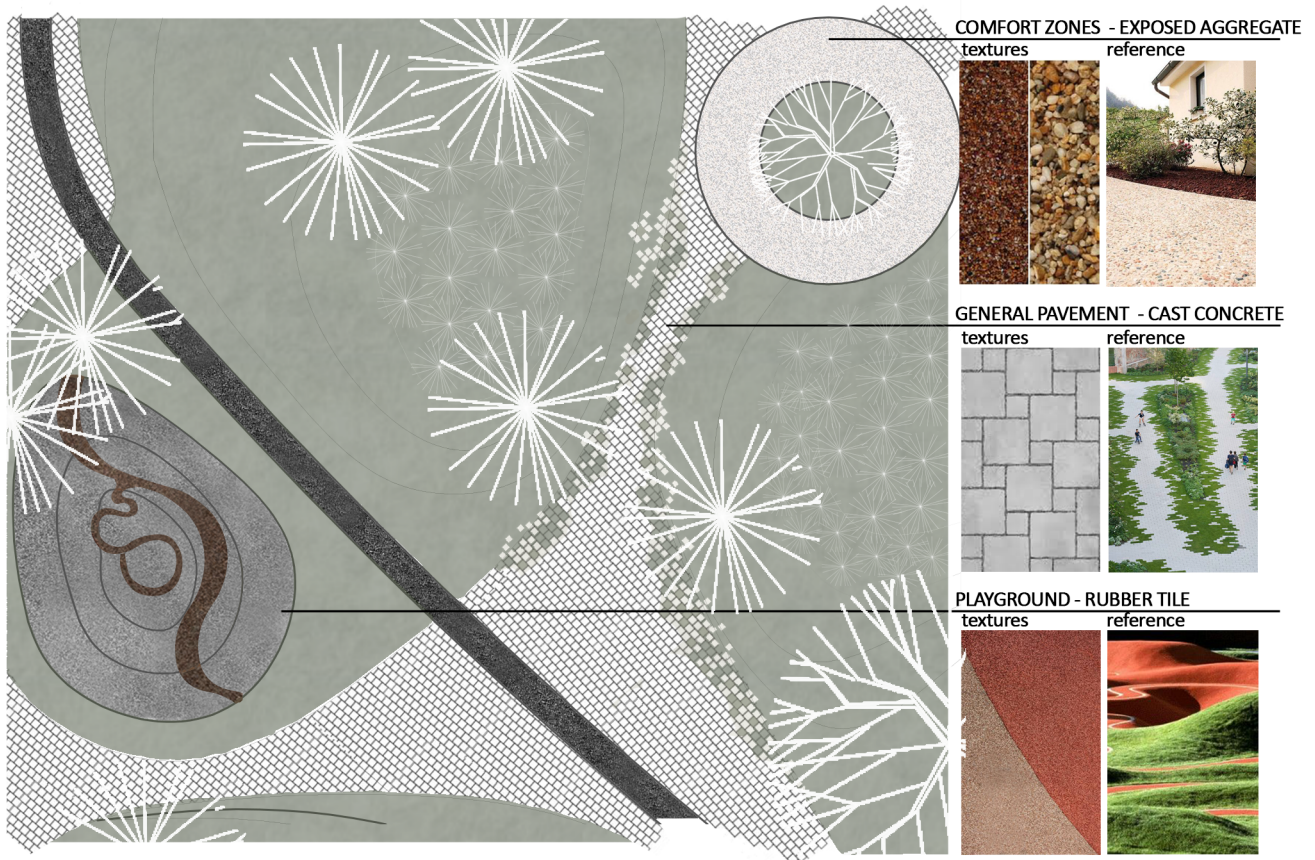 COMFORT ZONES - EXPOSED AGGREGATE
textures reference
GENERAL PAVEMENT - CAST CONCRETE
textures reference
PLAYGROUND - RUBBER TILE
textures reference